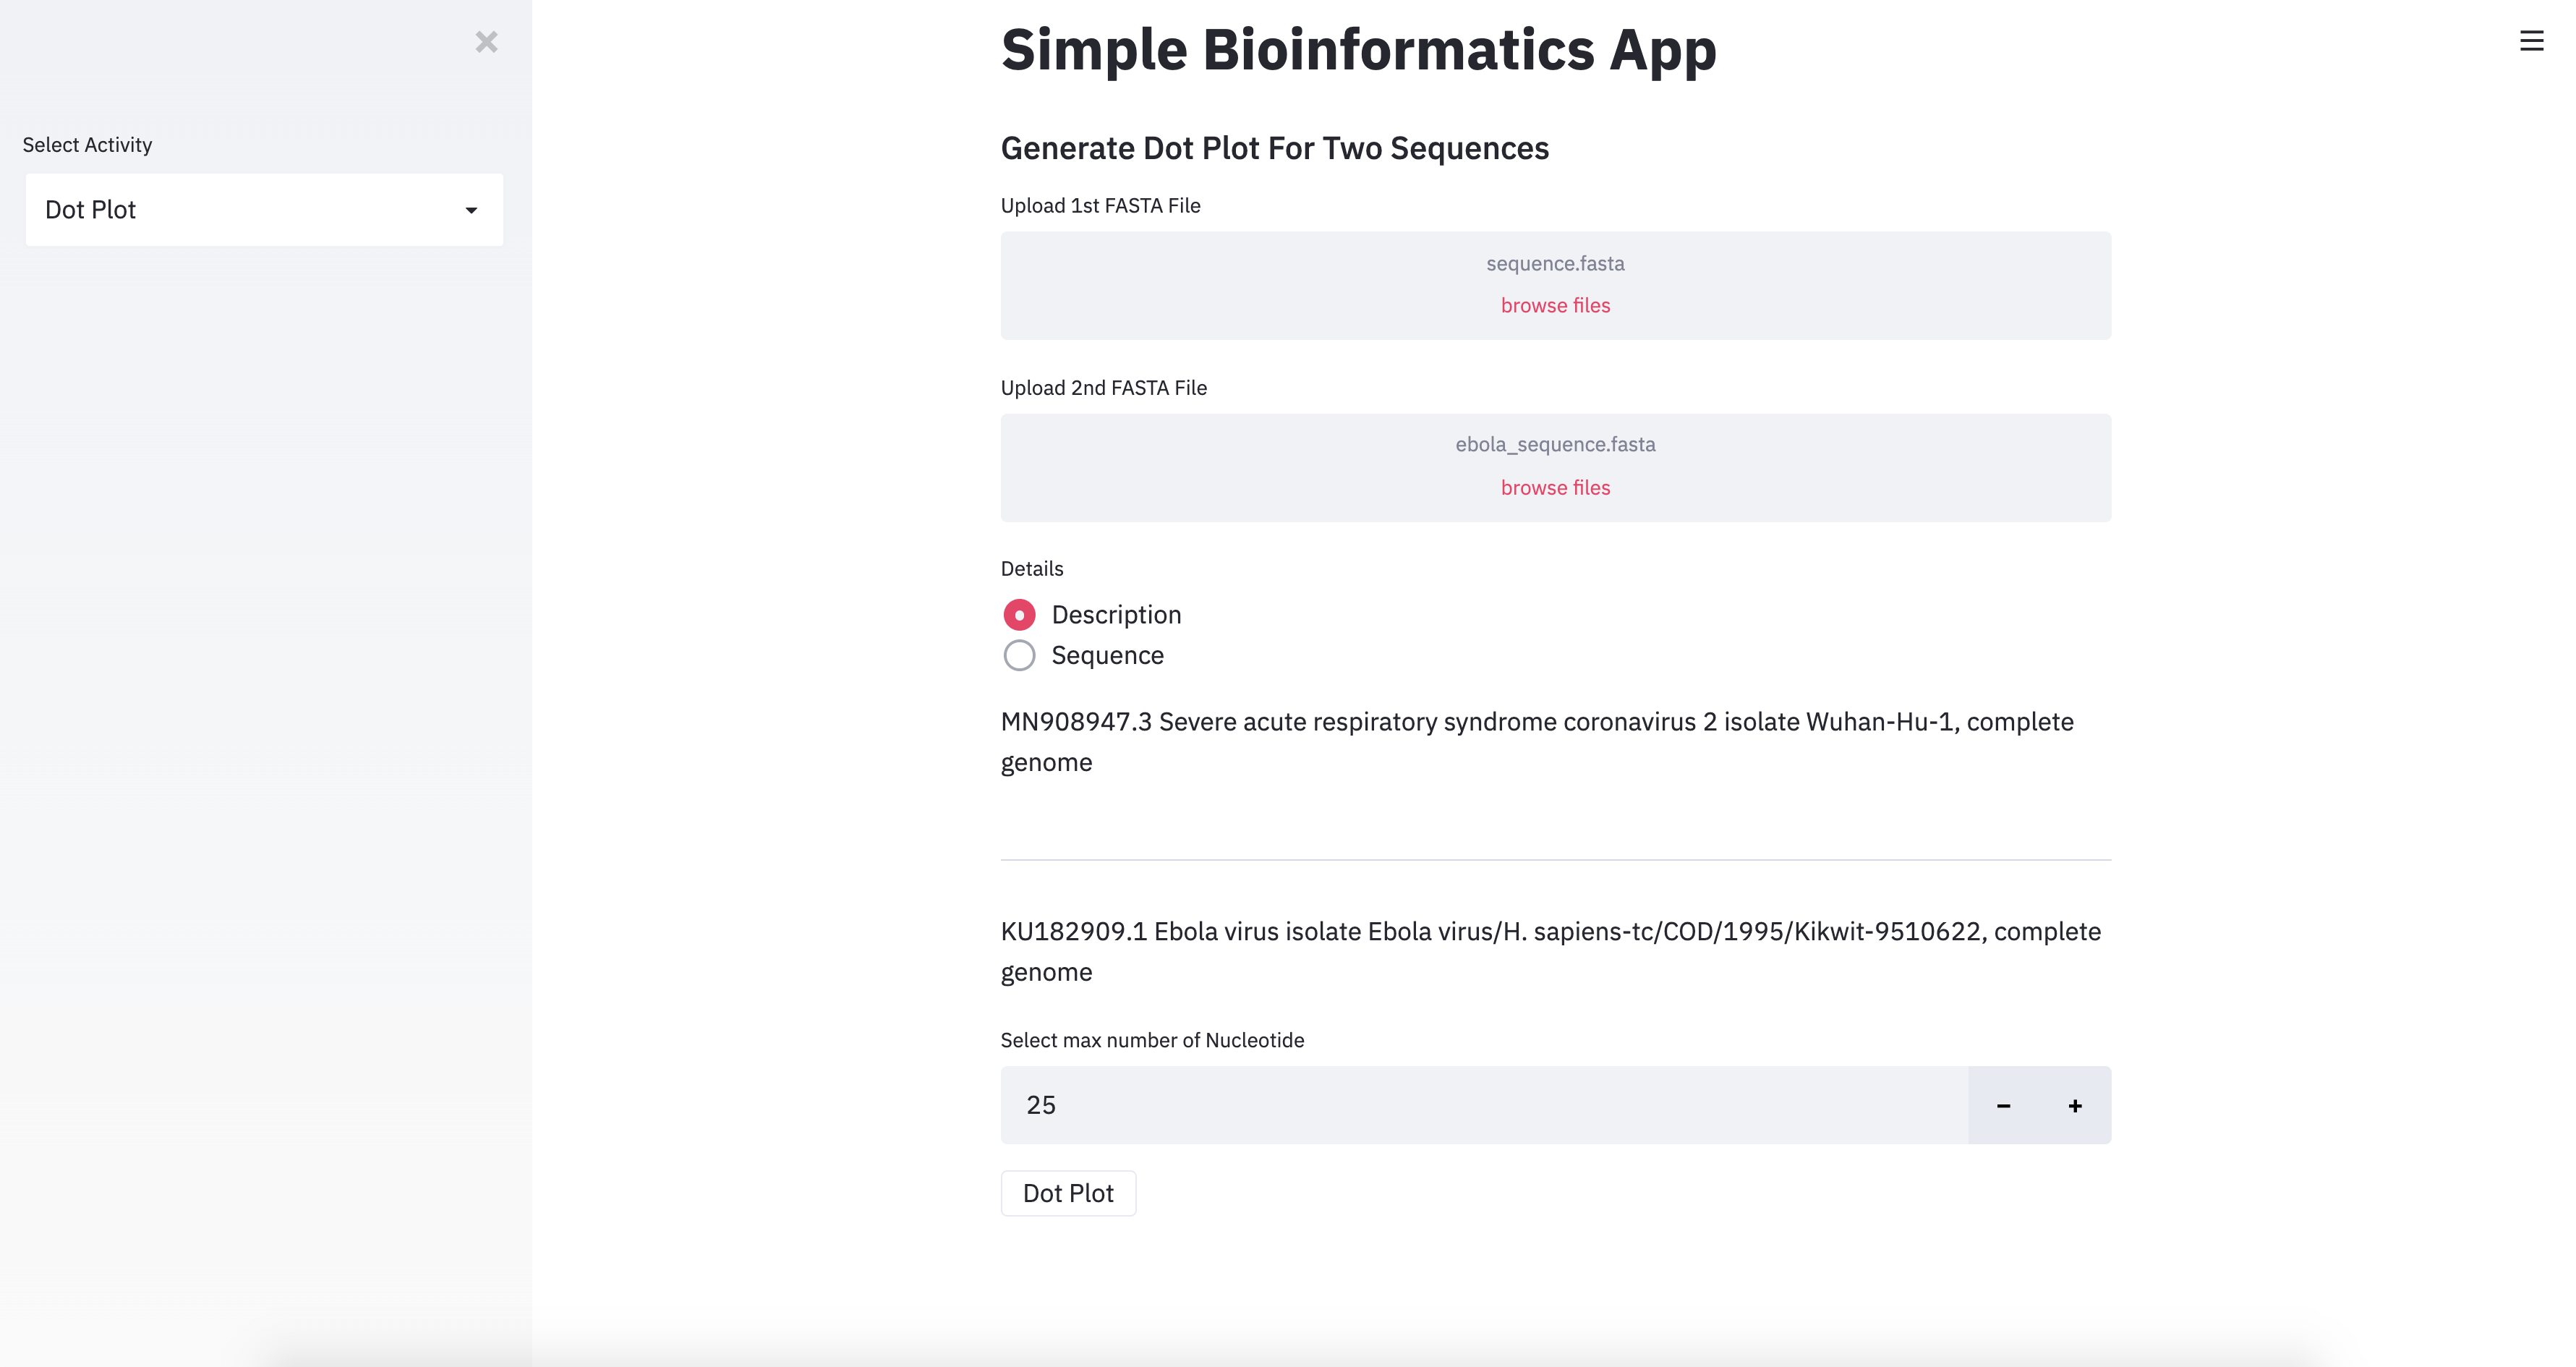 Select Activity
Dot Plot
Simple Bioinformatics App
Generate Dot Plot For Two Sequences
Upload 1st FASTA File
sequence.fasta
browse files
Upload 2nd FASTA File
ebola_sequence.fasta
browse files
Details
Description
Sequence
MN908947.3 Severe acute respiratory syndrome coronavirus 2 isolate Wuhan-Hu-1, complete
genome
KU182909.1 Ebola virus isolate Ebola virus/H. sapiens-tc/COD/1995/Kikwit-9510622, complete
genome
Select max number of Nucleotide
25
Dot Plot